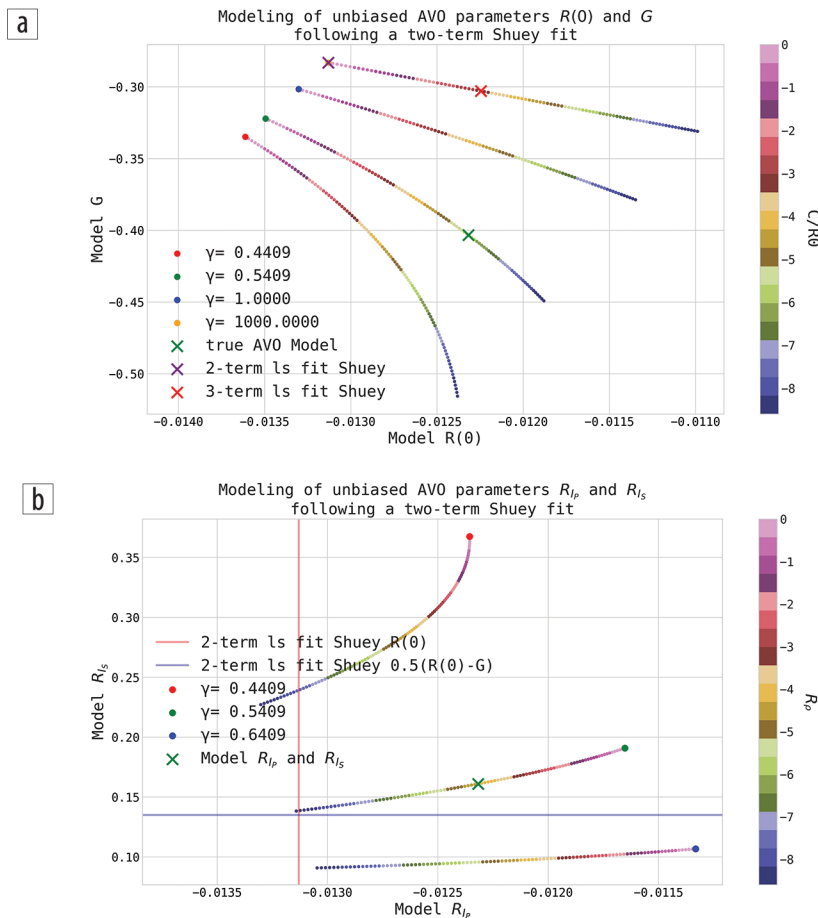 a
Modeling of unbiased AVO parameters R(0) and G
following a two-term Shuey fit
Model G
−0.30
−0.35
−0.40
−0.45
−0.50
γ= 0.4409
γ= 0.5409
γ= 1.0000
γ= 1000.0000
true AVO Model
2-term ls fit Shuey
3-term ls fit Shuey
−0.0140 −0.0135 −0.0130 −0.0125 −0.0120 −0.0115 −0.0110
Model R(0)
0
−1
−2
−3
−4
−5
−6
−7
−8
C/R0
b
Modeling of unbiased AVO parameters R_{I_P} and R_{I_S}
following a two-term Shuey fit
Model R_{I_S}
0.35
0.30
0.25
0.20
0.15
0.10
2-term ls fit Shuey R(0)
2-term ls fit Shuey 0.5(R(0)-G)
γ= 0.4409
γ= 0.5409
γ= 0.6409
Model R_{I_P} and R_{I_S}
−0.0135 −0.0130 −0.0125 −0.0120 −0.0115
Model R_{I_P}
0
−1
−2
−3
−4
−5
−6
−7
−8
R_ρ